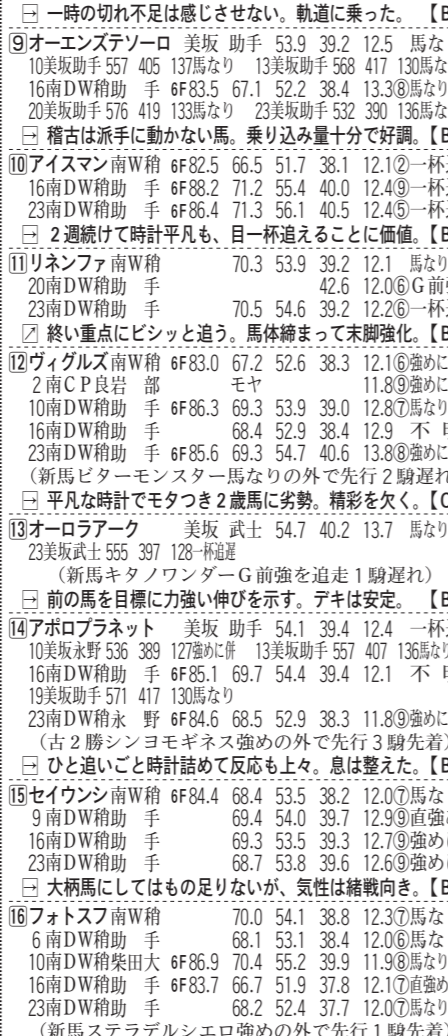 → 一時の切れ不足は感じさせない。軌道に乗った。【B
9 オーエンズテソーロ 美坂 助手 53.9 39.2 12.5 馬な
10美坂助手 557 405 137馬なり 13美坂助手 568 417 130馬な
16南DW稍助 手 6F83.5 67.1 52.2 38.4 13.3⑧馬なり
20美坂助手 576 419 133馬なり 23美坂助手 532 390 136馬な
→ 稽古は派手に動かない馬。乗り込み量十分で好調。【B
10 アイスマン 南W稍 6F82.5 66.5 51.7 38.1 12.1②一杯
16南DW稍助 手 6F88.2 71.2 55.4 40.0 12.4⑨一杯
23南DW稍助 手 6F86.4 71.3 56.1 40.5 12.4⑤一杯
→ 2週続けて時計平凡も、目一杯追えることに価値。【B
11 リネンファ 南W稍 70.3 53.9 39.2 12.1 馬なり
20南DW稍助 手 42.6 12.0⑥G前
23南DW稍助 手 70.5 54.6 39.2 12.2⑥一杯
↗ 終い重点にビシッと追う。馬体締まって末脚強化。【B
12 ヴィグルズ 南W稍 6F83.0 67.2 52.6 38.3 12.1⑥強めに
2南CP良岩 部 モヤ 11.8⑨強めに
10南DW稍助 手 6F86.3 69.3 53.9 39.0 12.8⑦馬なり
16南DW稍助 手 68.4 52.9 38.4 12.9 不
23南DW稍助 手 6F85.6 69.3 54.7 40.6 13.8⑧強めに
(新馬ビターモンスター馬なりの外で先行2馬身遅れ
→ 平凡な時計でモタつき2歳馬に劣勢。精彩を欠く。【C
13 オーロラアーク 美坂 武士 54.7 40.2 13.7 馬なり
23美坂武士 555 397 128一杯追遅
(新馬キタノワンダーG前強を追走1馬身遅れ)
→ 前の馬を目標に力強い伸びを示す。デキは安定。【B
14 アポロプラネット 美坂 助手 54.1 39.4 12.4 一杯
10美坂永野 536 389 127強めに併 13美坂助手 557 407 136馬なり
16南DW稍助 手 6F85.1 69.7 54.4 39.4 12.1 不
19美坂助手 571 417 130馬なり
23南DW稍永 野 6F84.6 68.5 52.9 38.3 11.8⑨強めに
(古2勝シンヨモギネス強めの外で先行3馬身先着)
→ ひと追いごと時計詰めて反応も上々。息は整えた。【B
15 セイウンシ 南W稍 6F84.4 68.4 53.5 38.2 12.0⑦馬な
9南DW稍助 手 69.4 54.0 39.7 12.9⑨直強
16南DW稍助 手 69.3 53.5 39.3 12.7⑨強め
23南DW稍助 手 68.7 53.8 39.6 12.6⑨強め
→ 大柄馬にしてはもの足りないが、気性は緒戦向き。【B
16 フォトスフ 南W稍 70.0 54.1 38.8 12.3⑦馬な
6南DW稍助 手 68.1 53.1 38.4 12.0⑥馬な
10南DW稍柴田大 6F86.9 70.4 55.2 39.9 11.9⑧馬なり
16南DW稍助 手 6F83.7 66.7 51.9 37.8 12.1⑦直強め
23南DW稍助 手 68.2 52.4 37.7 12.0⑦馬なり
(新馬ステラデルシエロ強めの外で先行1馬身先着